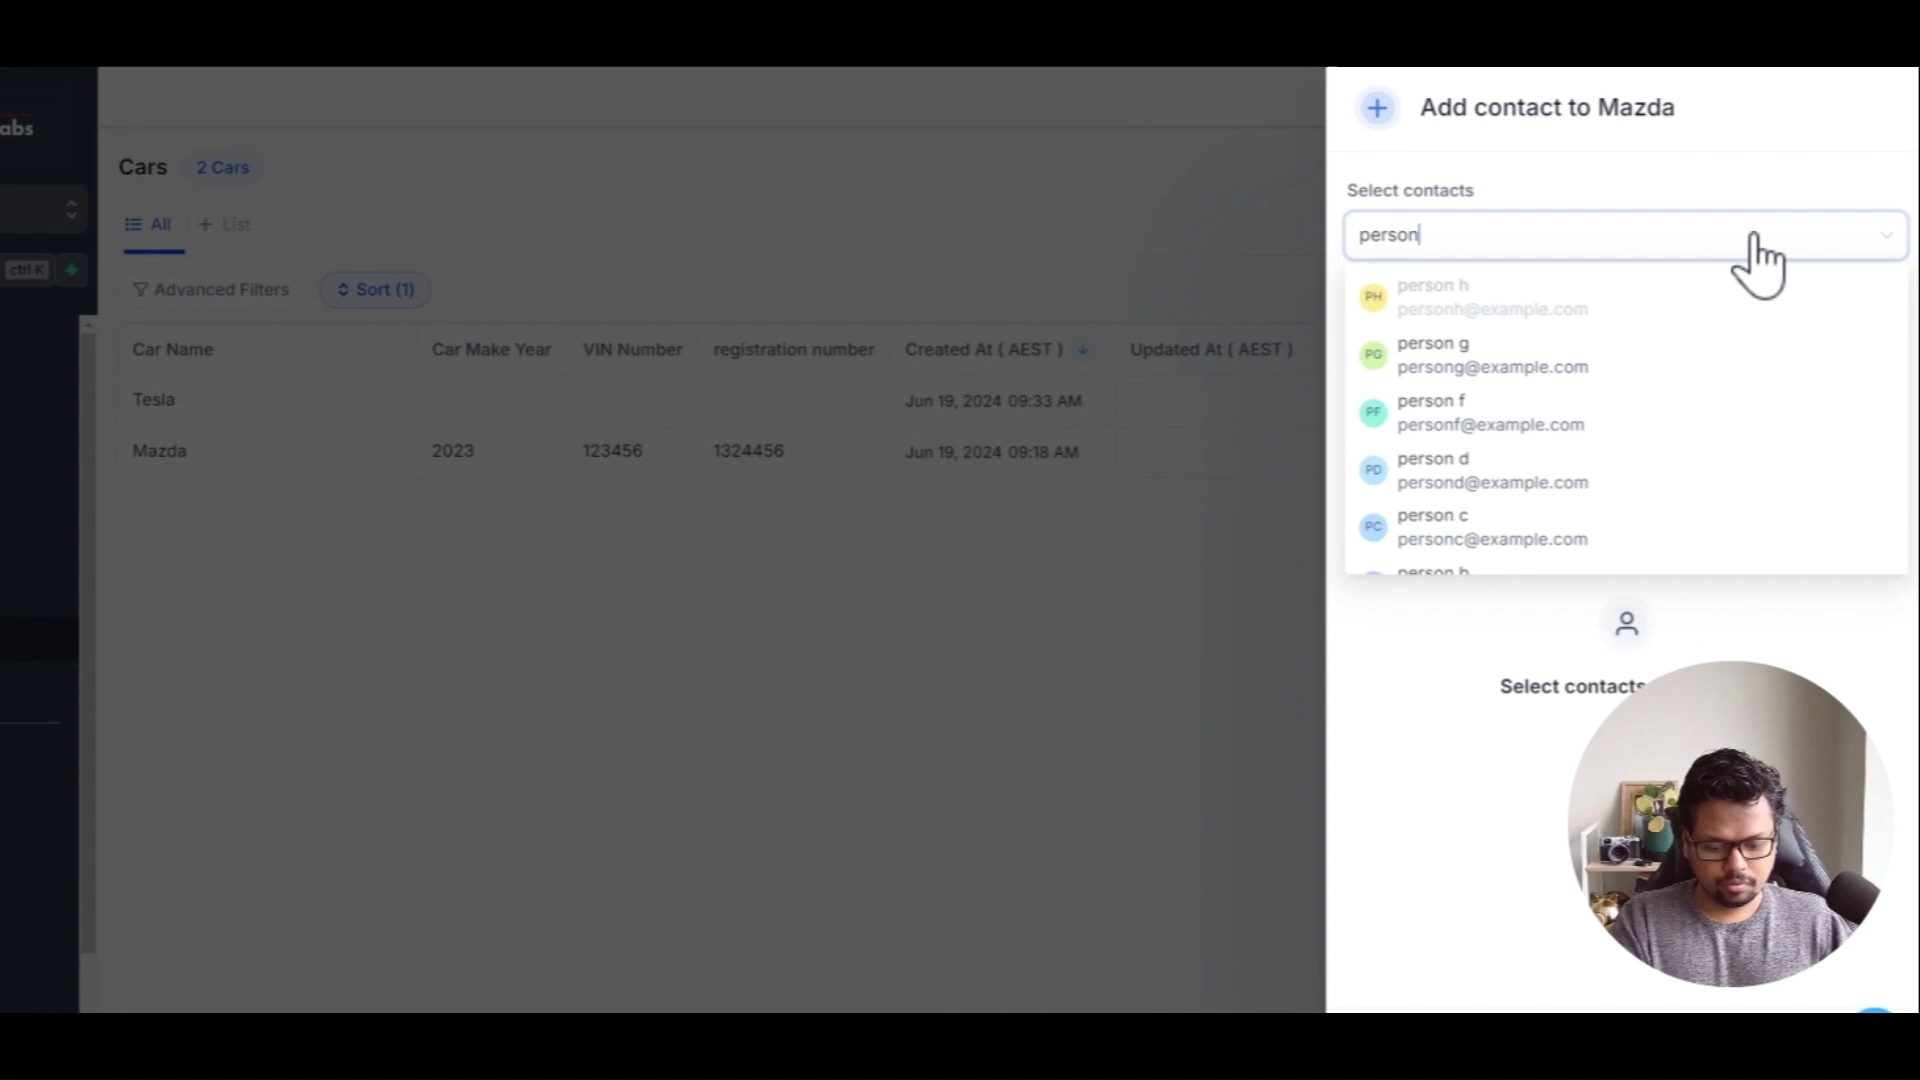 abs
ctrl K
Cars 2 Cars
All + List
Advanced Filters Sort (1)
Car Name Car Make Year VIN Number registration number Created At ( AEST ) Updated At ( AEST )
Tesla Jun 19, 2024 09:33 AM
Mazda 2023 123456 1324456 Jun 19, 2024 09:18 AM
Add contact to Mazda
Select contacts
person
PH person h
personh@example.com
PG person g
persong@example.com
PF person f
personf@example.com
PD person d
persond@example.com
PC person c
personc@example.com
person b
Select contacts